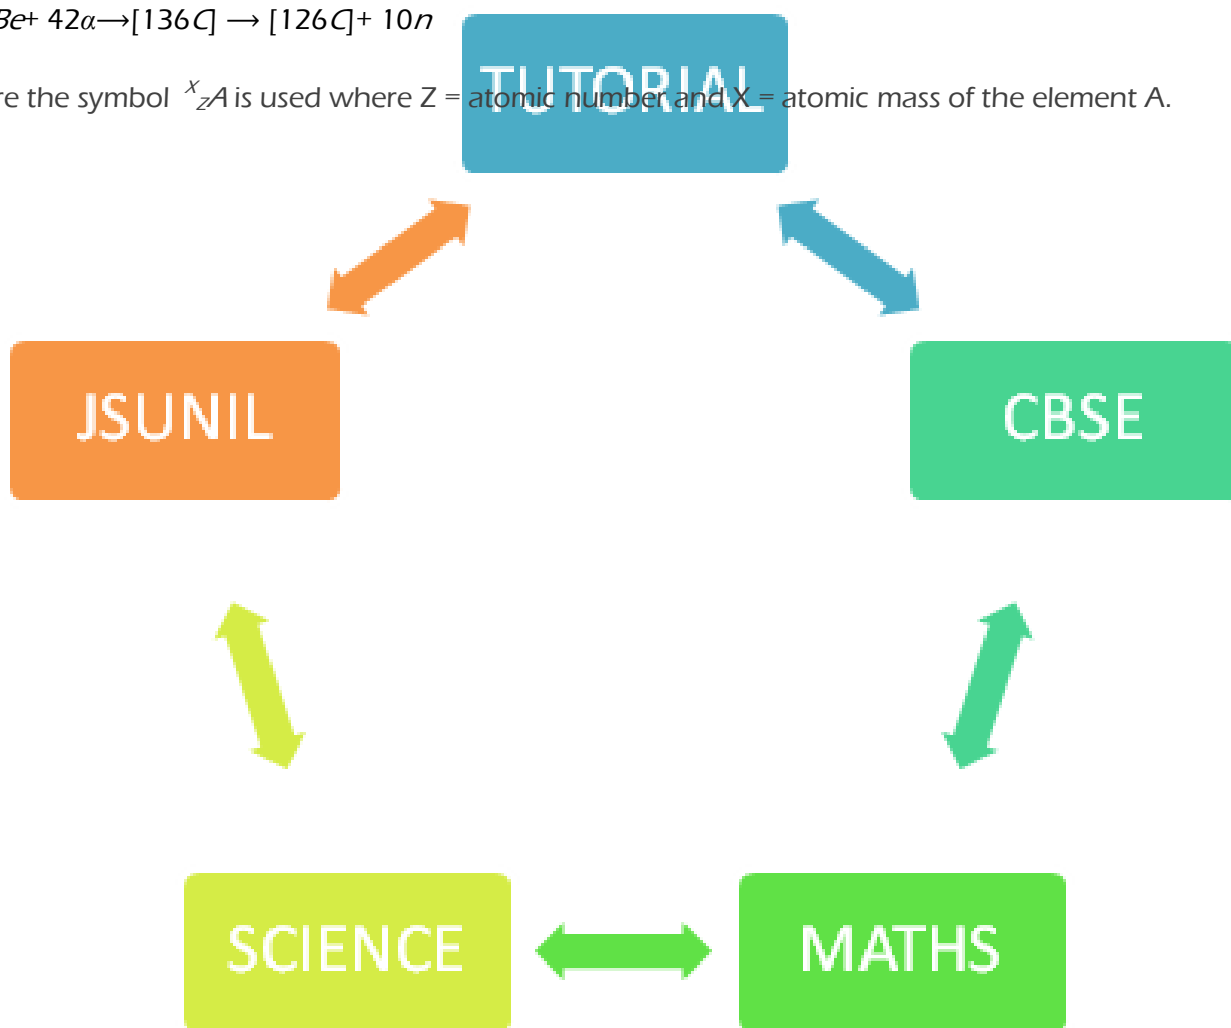 Be+ 42α→[136C] → [126C]+ 10n
TUTORIAL
re the symbol XZA is used where Z = atomic number and X = atomic mass of the element A.
JSUNIL
CBSE
SCIENCE
MATHS